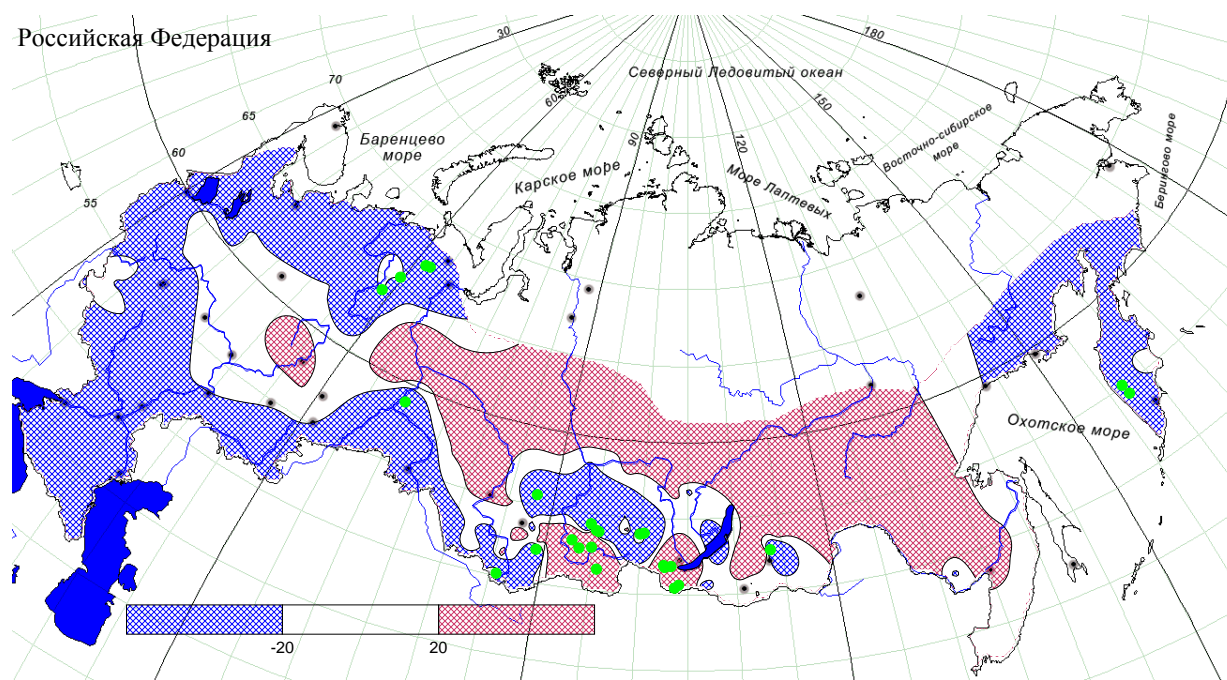 Российская Федерация
30
180
70
Северный Ледовитый океан
60
65
Баренцево
море
90
150
Восточно-сибирское
море
Берингово море
60
120
Карское море
Море Лаптевых
55
Охотское море
-20
20